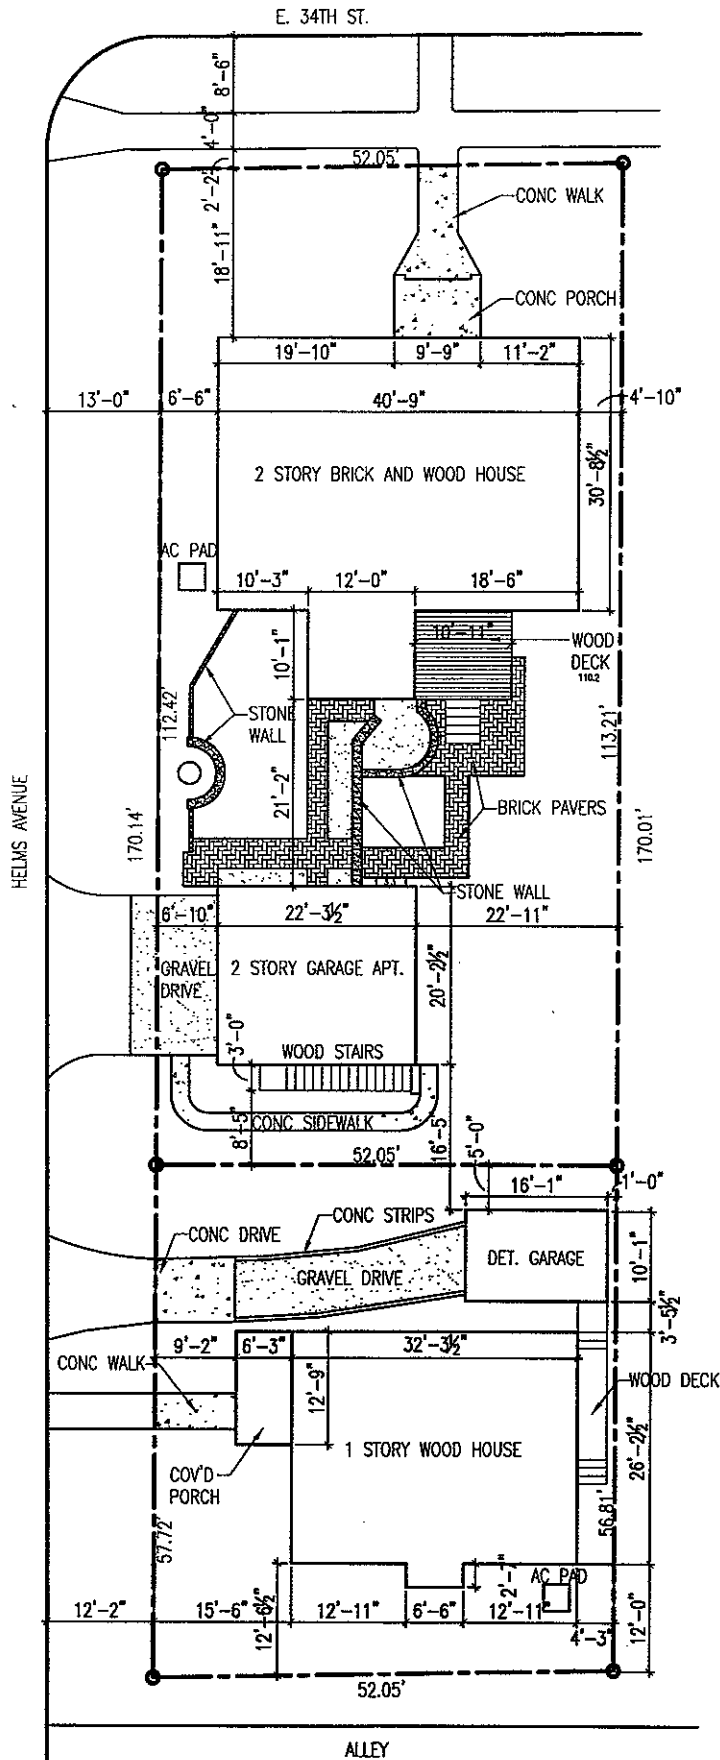 E. 34TH ST.
8'-6"
4'-0"
2'-2"
52.05'
CONC WALK
18'-11"
CONC PORCH
19'-10"
9'-9"
11'-2"
13'-0"
6'-6"
40'-9"
4'-10"
2 STORY BRICK AND WOOD HOUSE
30'-8½"
AC PAD
10'-3"
12'-0"
18'-6"
10'-1"
10'-11"
WOOD
DECK
110.2
112.42'
STONE
WALL
113.21'
HELMS AVENUE
21'-2"
BRICK PAVERS
170.14'
170.01'
STONE WALL
6'-10"
22'-3½"
22'-11"
GRAVEL
DRIVE
2 STORY GARAGE APT.
20'-2½"
3'-0"
WOOD STAIRS
8'-5"
CONC SIDEWALK
16'-5
52.05'
5'-0"
16'-1"
1'-0"
CONC DRIVE
CONC STRIPS
GRAVEL DRIVE
DET. GARAGE
10'-1"
3'-5½"
9'-2"
6'-3"
32'-3½"
CONC WALK
12'-9"
WOOD DECK
1 STORY WOOD HOUSE
COV'D
PORCH
26'-2½"
57.72'
56.81'
2'-7"
AC PAD
12'-2"
15'-6"
12'-6½"
12'-11"
6'-6"
12'-11"
4'-3"
12'-0"
52.05'
ALLEY